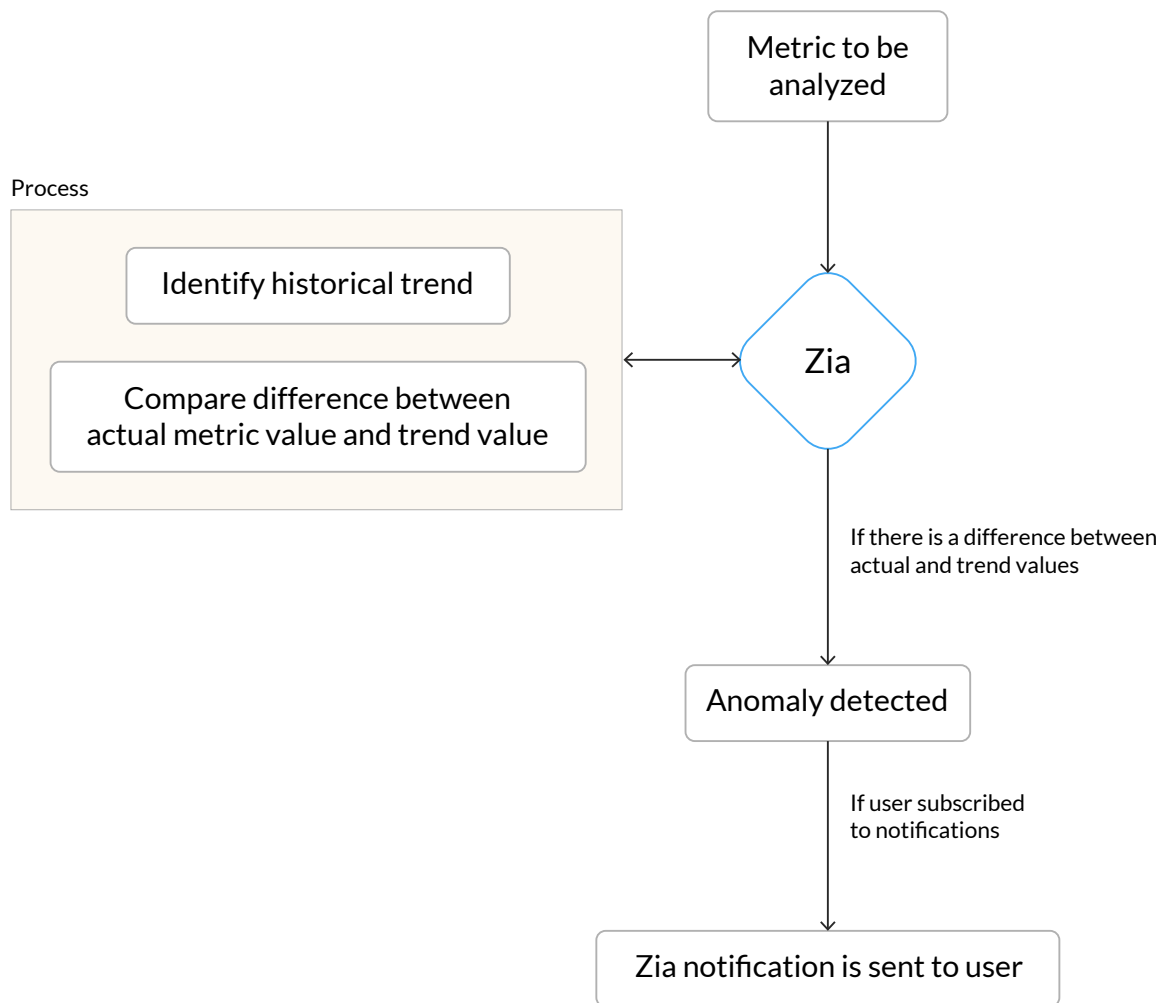 Metric to be
analyzed
Process
Identify historical trend
Compare difference between
actual metric value and trend value
Zia
If there is a difference between
actual and trend values
Anomaly detected
If user subscribed
to notifications
Zia notification is sent to user